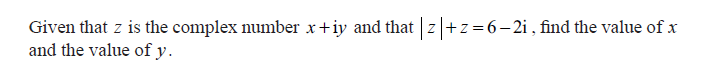 Given that z is the complex number x+iy and that |z|+z=6−2i, find the value of x
and the value of y.